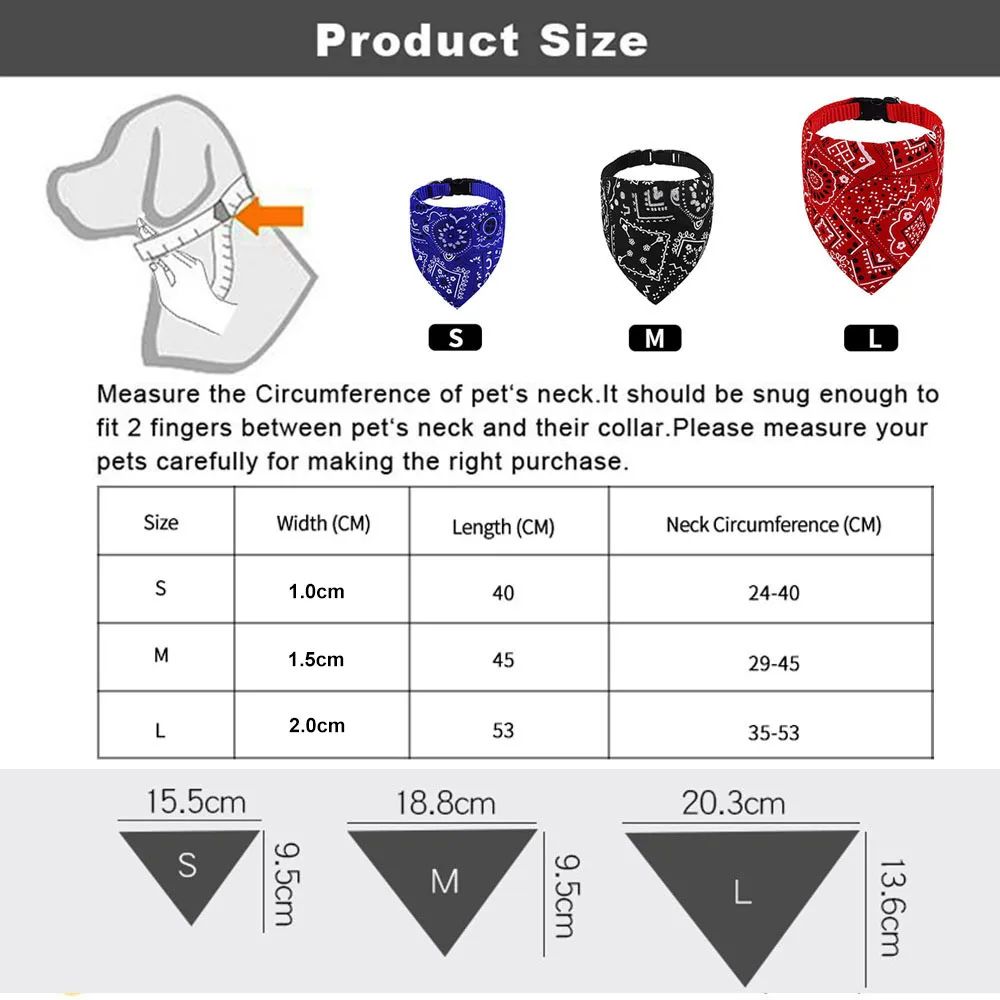 Product Size
S
M
L
Measure the Circumference of pet‘s neck.It should be snug enough to
fit 2 fingers between pet‘s neck and their collar.Please measure your
pets carefully for making the right purchase.
Size Width (CM) Length (CM) Neck Circumference (CM)
S 1.0cm 40 24-40
M 1.5cm 45 29-45
L 2.0cm 53 35-53
15.5cm 18.8cm 20.3cm
S 9.5cm M 9.5cm L 13.6cm